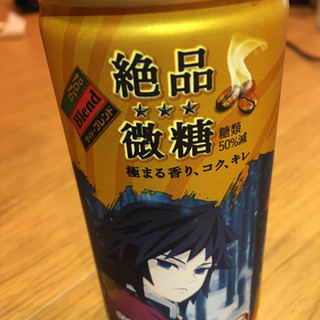 DyDo
Blend
ダイドーブレンド
絶品
★★★
微糖
糖類
50%減
極まる香り、コク、キレ